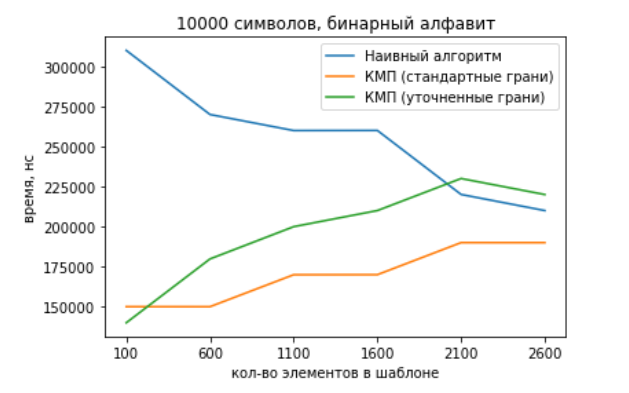 10000 символов, бинарный алфавит
Наивный алгоритм
КМП (стандартные грани)
КМП (уточненные грани)
время, нс
300000
275000
250000
225000
200000
175000
150000
100 600 1100 1600 2100 2600
кол-во элементов в шаблоне